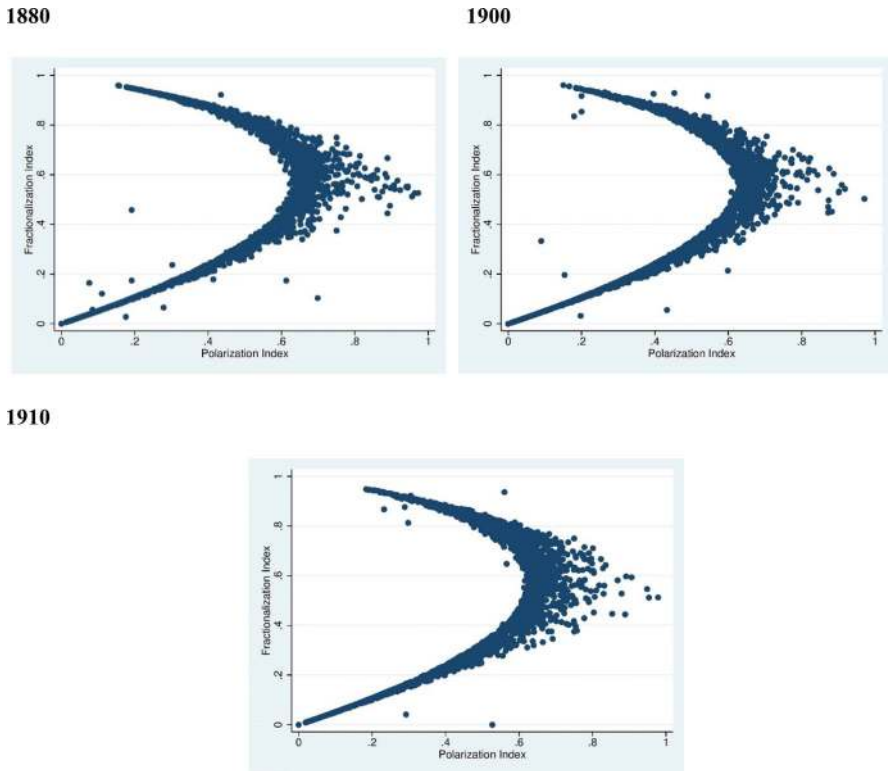 1880
1900
Fractionalization Index
0 .2 .4 .6 .8 1
0 .2 .4 .6 .8 1
Polarization Index
Fractionalization Index
0 .2 .4 .6 .8 1
0 .2 .4 .6 .8 1
Polarization Index
1910
Fractionalization Index
0 .2 .4 .6 .8 1
0 .2 .4 .6 .8 1
Polarization Index